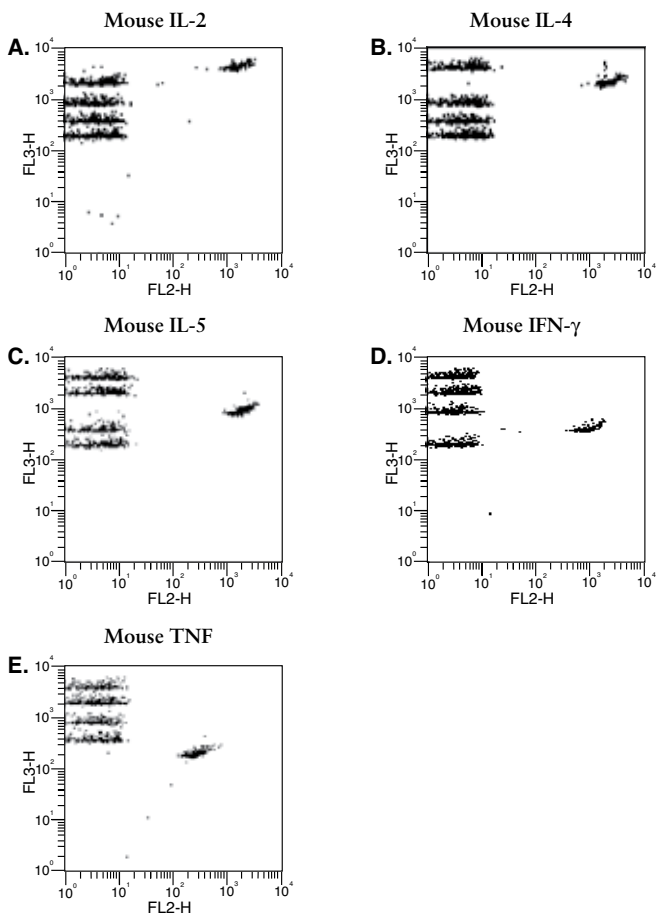 Mouse IL-2
A.
10⁴
10³
10²
10¹
10⁰
FL3-H
10⁰ 10¹ 10² 10³ 10⁴
FL2-H
Mouse IL-4
B.
10⁴
10³
10²
10¹
10⁰
FL3-H
10⁰ 10¹ 10² 10³ 10⁴
FL2-H
Mouse IL-5
C.
10⁴
10³
10²
10¹
10⁰
FL3-H
10⁰ 10¹ 10² 10³ 10⁴
FL2-H
Mouse IFN-γ
D.
10⁴
10³
10²
10¹
10⁰
FL3-H
10⁰ 10¹ 10² 10³ 10⁴
FL2-H
Mouse TNF
E.
10⁴
10³
10²
10¹
10⁰
FL3-H
10⁰ 10¹ 10² 10³ 10⁴
FL2-H